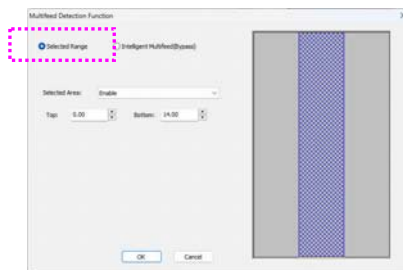 Multifeed Detection Function
Selected Range Intelligent Multifeed(Bypass)
Selected Area: Enable
Top: 0.00 Bottom: 14.00
OK Cancel